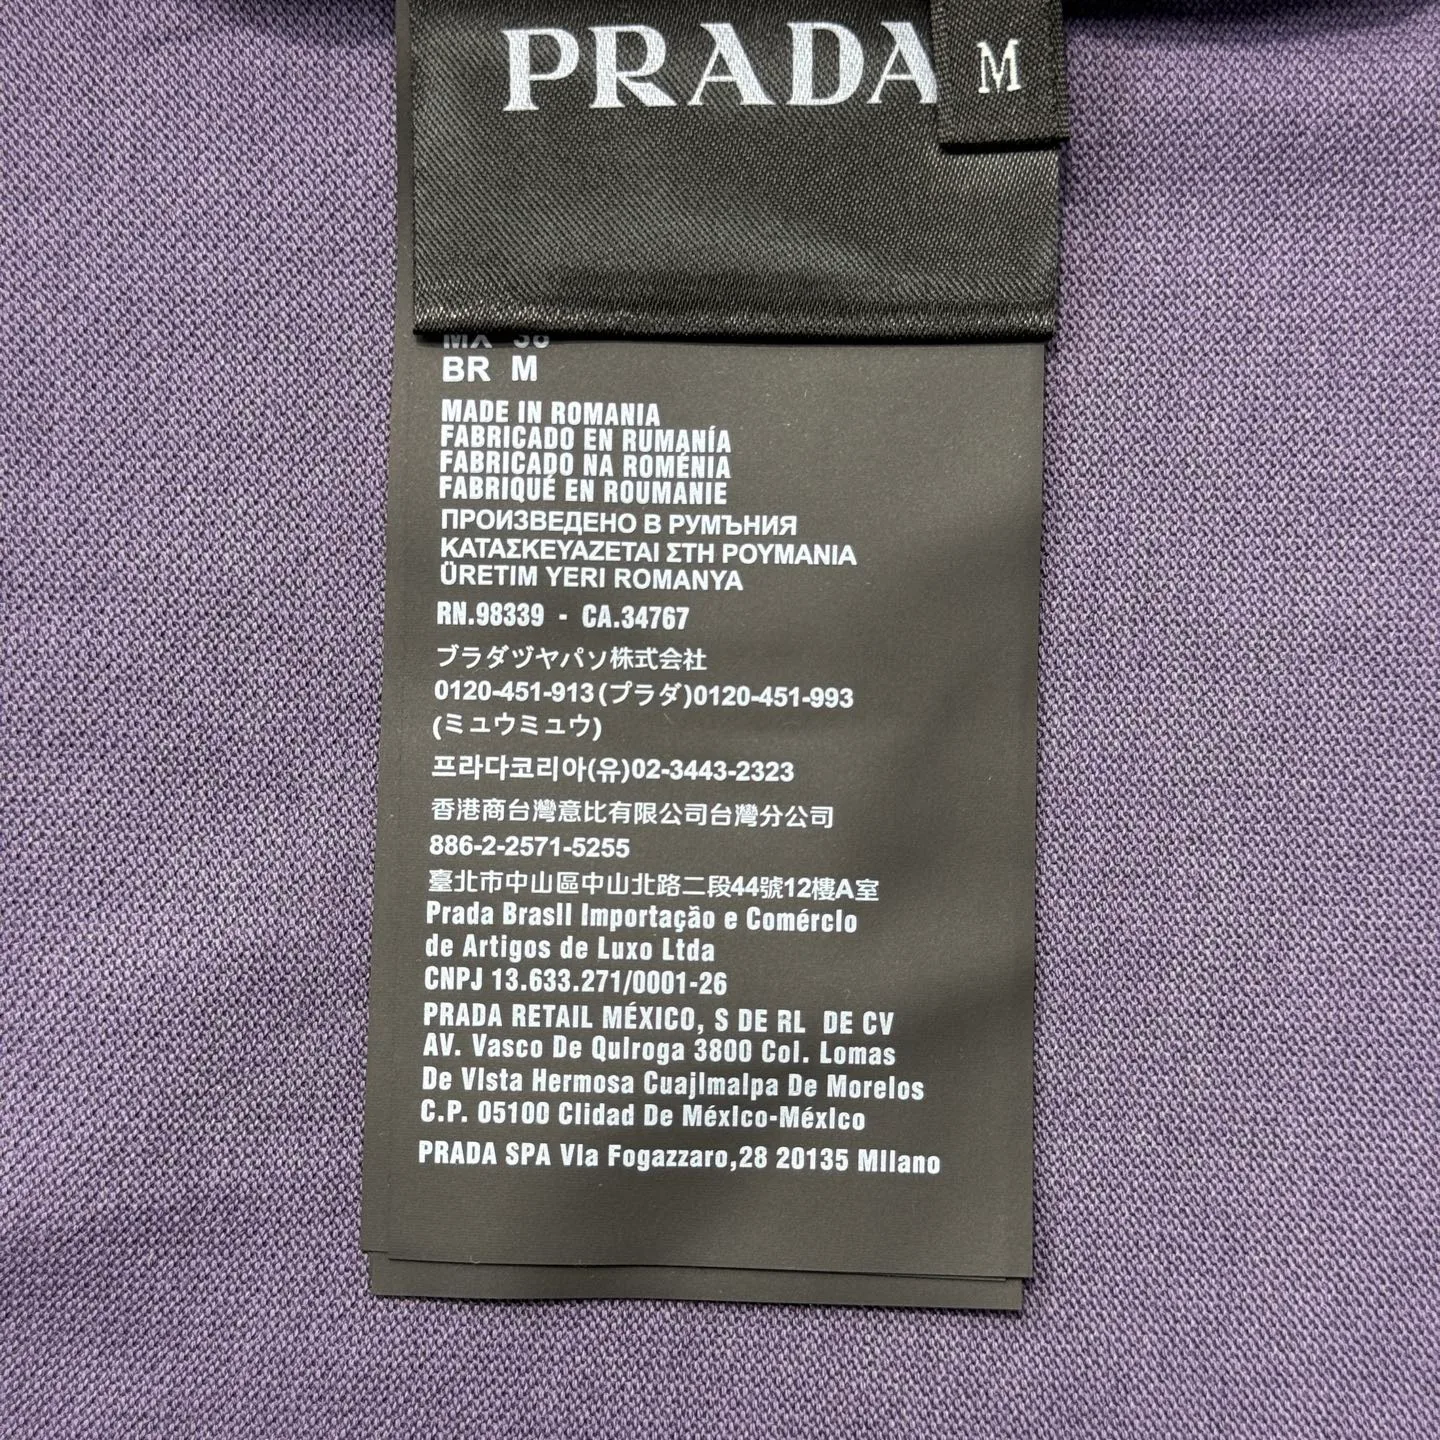 PRADA
M
MX 38
BR M
MADE IN ROMANIA
FABRICADO EN RUMANÍA
FABRICADO NA ROMÉNIA
FABRIQUÉ EN ROUMANIE
ПРОИЗВЕДЕНО В РУМЪНИЯ
ΚΑΤΑΣΚΕΥΑΖΕΤΑΙ ΣΤΗ ΡΟΥΜΑΝΙΑ
ÜRETIM YERI ROMANYA
RN.98339 - CA.34767
ブラダヅヤパソ株式会社
0120-451-913(プラダ)0120-451-993
(ミュウミュウ)
프라다코리아(유)02-3443-2323
香港商台灣意比有限公司台灣分公司
886-2-2571-5255
臺北市中山區中山北路二段44號12樓A室
Prada BrasIl Importação e ComércIo
de Artigos de Luxo Ltda
CNPJ 13.633.271/0001-26
PRADA RETAIL MÉXICO, S DE RL DE CV
AV. Vasco De QuIroga 3800 Col. Lomas
De VIsta Hermosa CuajImalpa De Morelos
C.P. 05100 CIidad De MéxIco-MéxIco
PRADA SPA VIa Fogazzaro,28 20135 MIlano